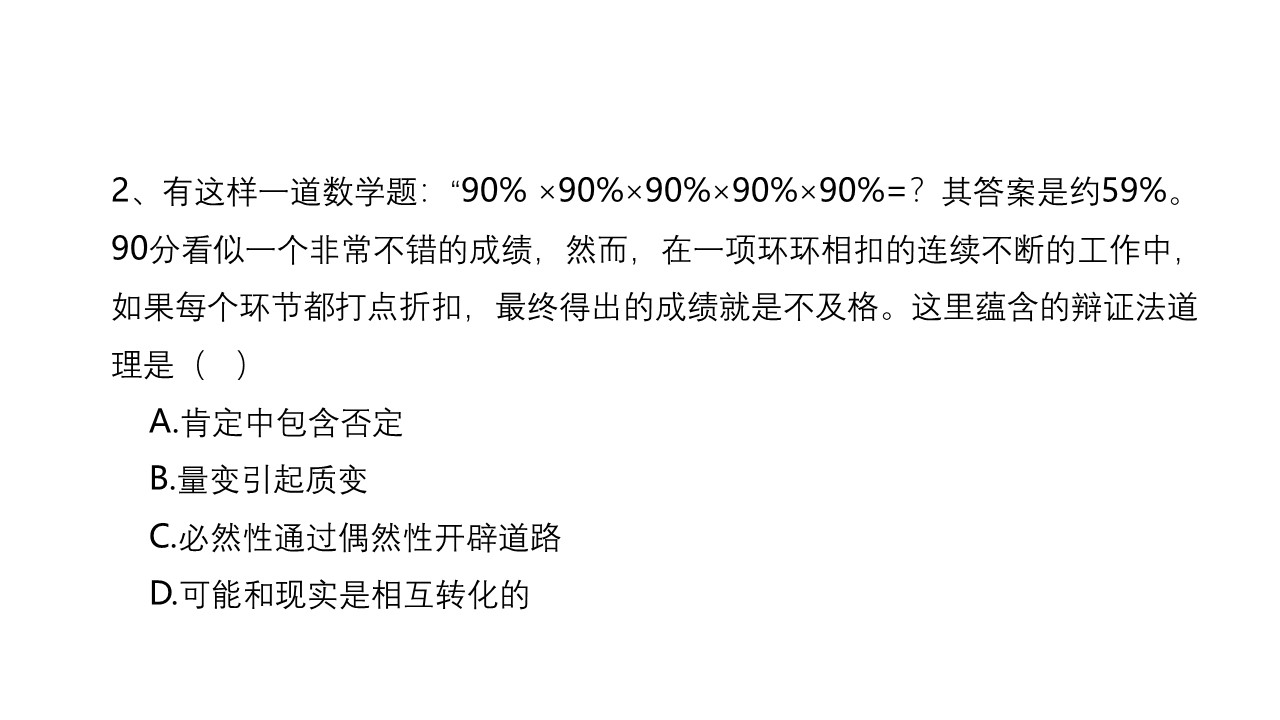 2、有这样一道数学题：“90% ×90%×90%×90%×90%=？其答案是约59%。
90分看似一个非常不错的成绩，然而，在一项环环相扣的连续不断的工作中，
如果每个环节都打点折扣，最终得出的成绩就是不及格。这里蕴含的辩证法道
理是（ ）
A.肯定中包含否定
B.量变引起质变
C.必然性通过偶然性开辟道路
D.可能和现实是相互转化的